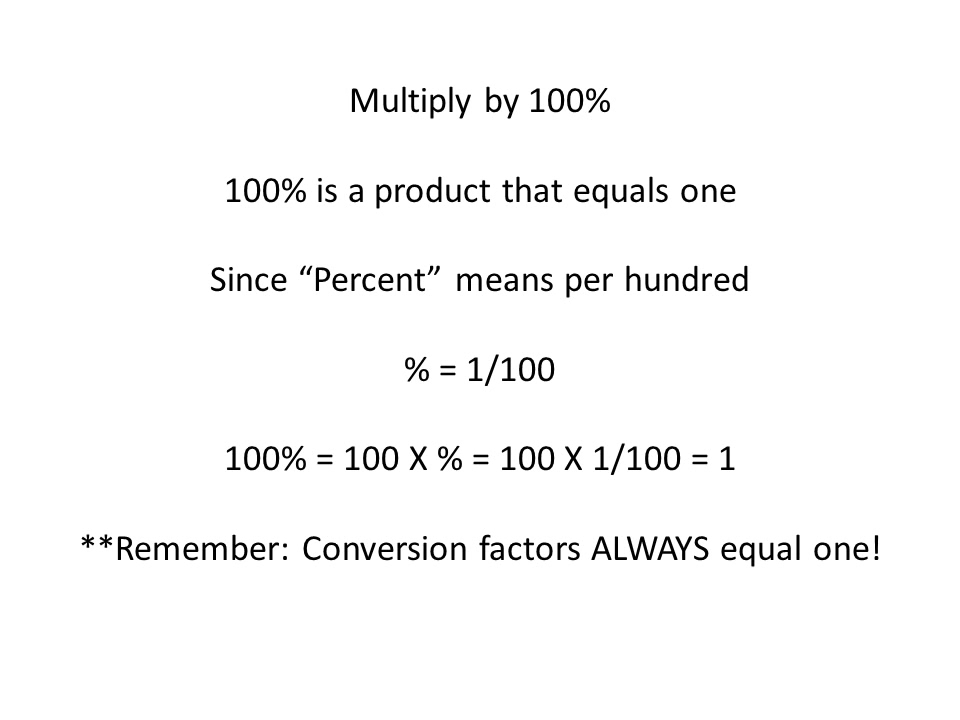 Multiply by 100%
100% is a product that equals one
Since “Percent” means per hundred
% = 1/100
100% = 100 X % = 100 X 1/100 = 1
**Remember: Conversion factors ALWAYS equal one!